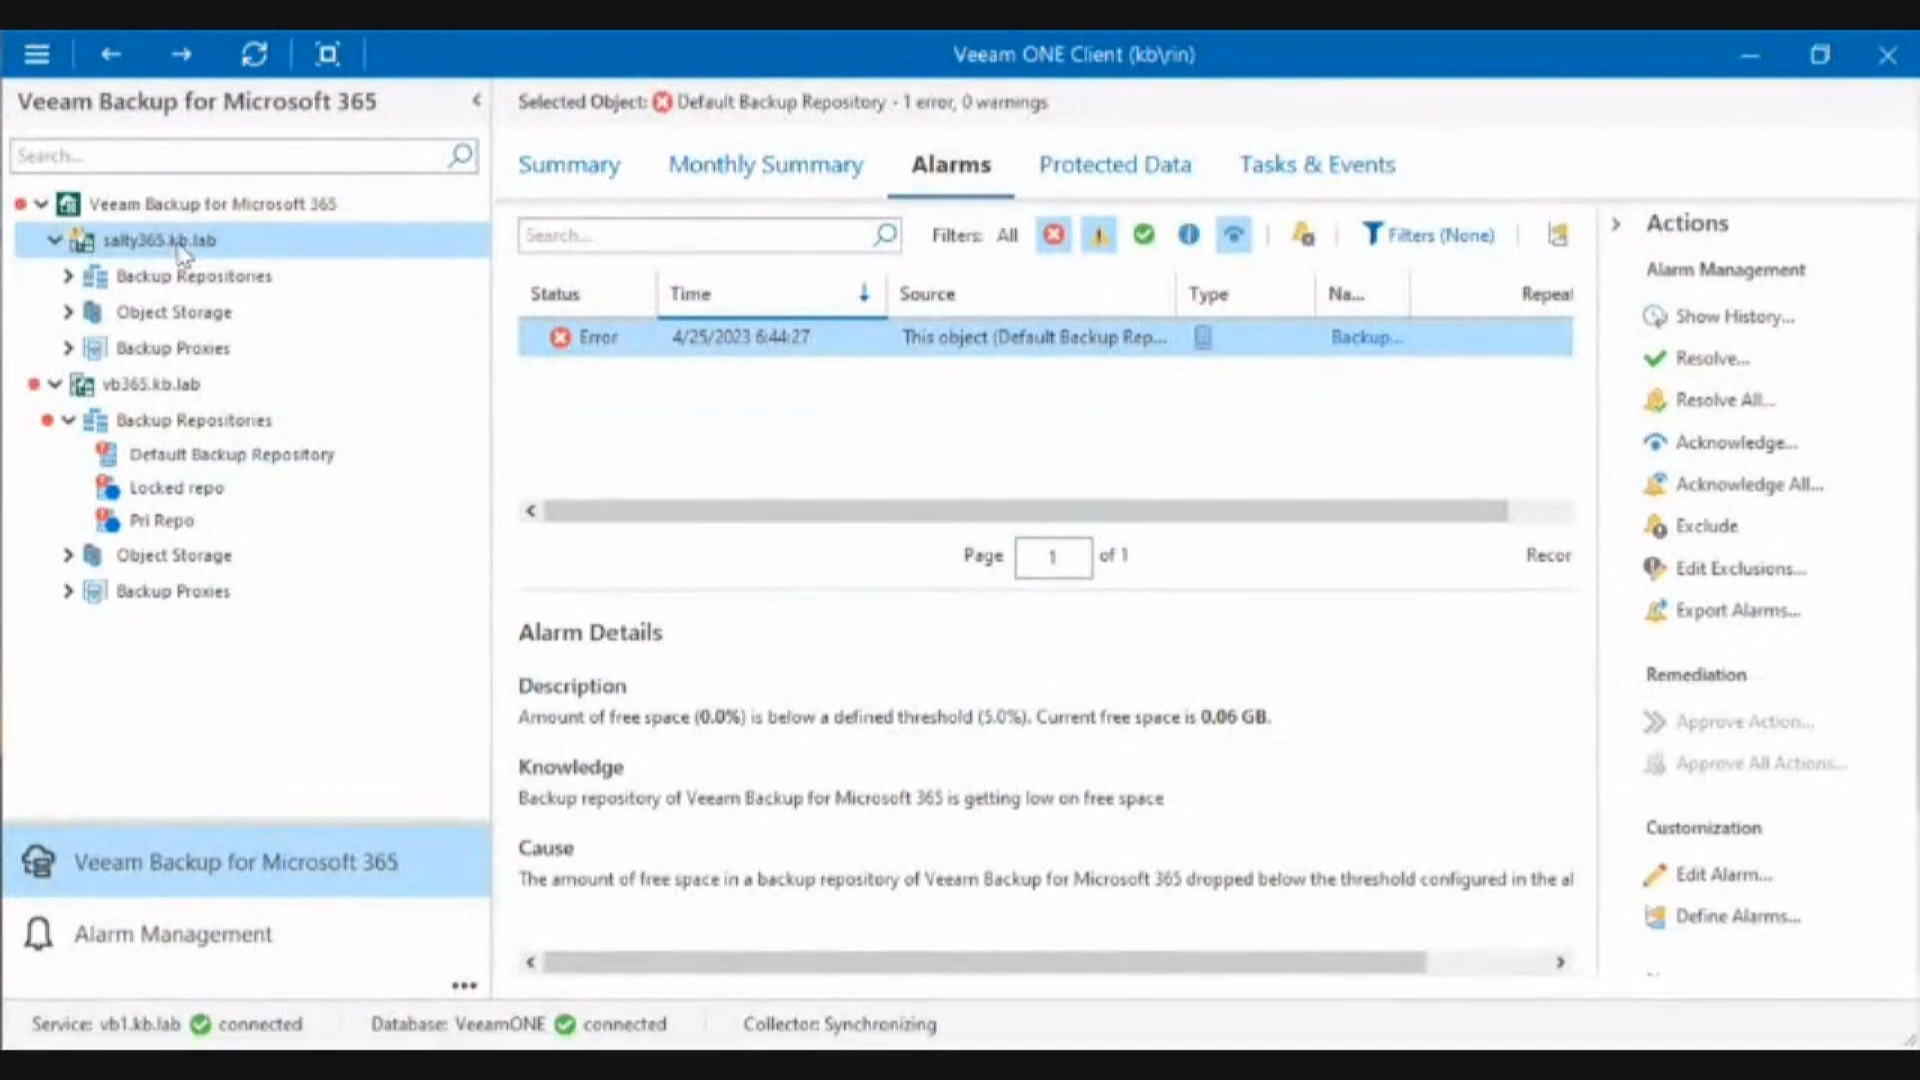 Veeam ONE Client (kb\rin)
Veeam Backup for Microsoft 365
Search...
Veeam Backup for Microsoft 365
salty365.kb.lab
Backup Repositories
Object Storage
Backup Proxies
vb365.kb.lab
Backup Repositories
Default Backup Repository
Locked repo
Pri Repo
Object Storage
Backup Proxies
Veeam Backup for Microsoft 365
Alarm Management
Selected Object: Default Backup Repository - 1 error, 0 warnings
Summary Monthly Summary Alarms Protected Data Tasks & Events
Search... Filters: All Filters (None)
Status Time Source Type Na... Repeat
Error 4/25/2023 6:44:27 This object (Default Backup Rep... Backup...
Page 1 of 1 Recor
Alarm Details
Description
Amount of free space (0.0%) is below a defined threshold (5.0%). Current free space is 0.06 GB.
Knowledge
Backup repository of Veeam Backup for Microsoft 365 is getting low on free space
Cause
The amount of free space in a backup repository of Veeam Backup for Microsoft 365 dropped below the threshold configured in the al
Actions
Alarm Management
Show History...
Resolve...
Resolve All...
Acknowledge...
Acknowledge All...
Exclude
Edit Exclusions...
Export Alarms...
Remediation
Approve Action...
Approve All Actions...
Customization
Edit Alarm...
Define Alarms...
Service: vb1.kb.lab connected Database: VeeamONE connected Collector: Synchronizing